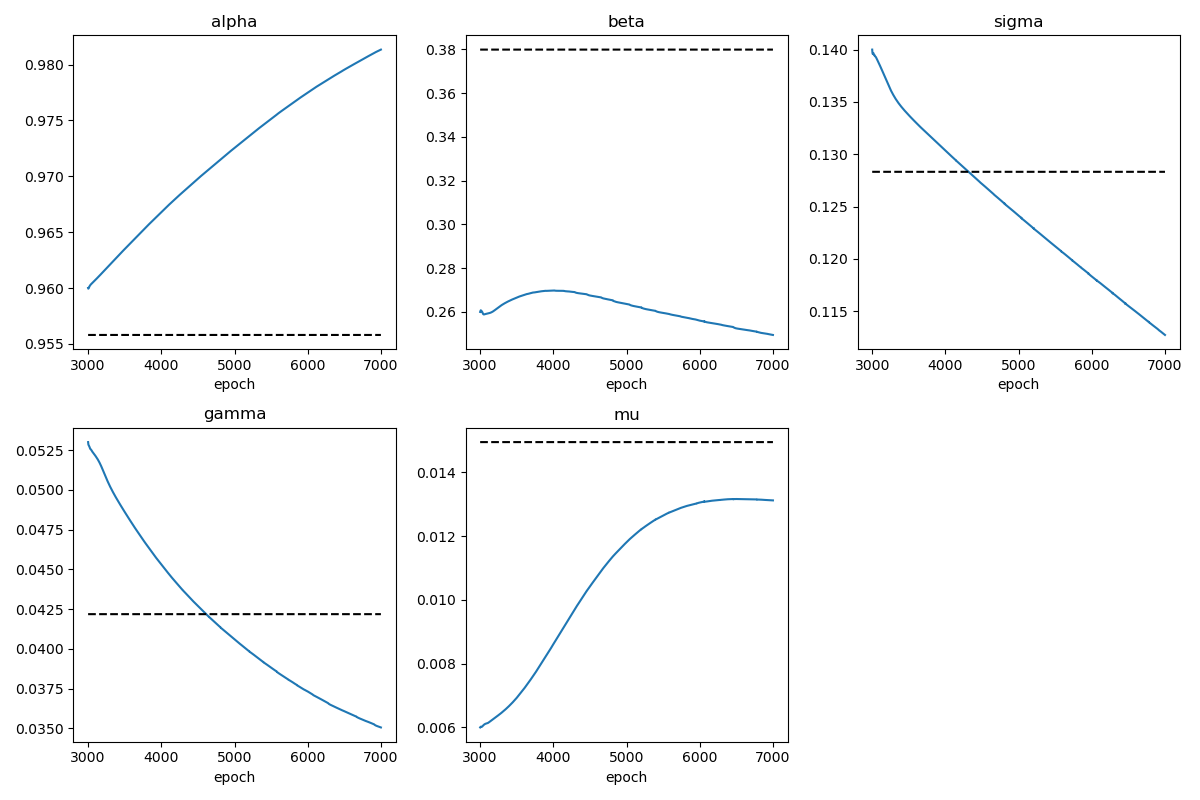 alpha
0.980
0.975
0.970
0.965
0.960
0.955
3000 4000 5000 6000 7000
epoch
beta
0.38
0.36
0.34
0.32
0.30
0.28
0.26
3000 4000 5000 6000 7000
epoch
sigma
0.140
0.135
0.130
0.125
0.120
0.115
3000 4000 5000 6000 7000
epoch
gamma
0.0525
0.0500
0.0475
0.0450
0.0425
0.0400
0.0375
0.0350
3000 4000 5000 6000 7000
epoch
mu
0.014
0.012
0.010
0.008
0.006
3000 4000 5000 6000 7000
epoch